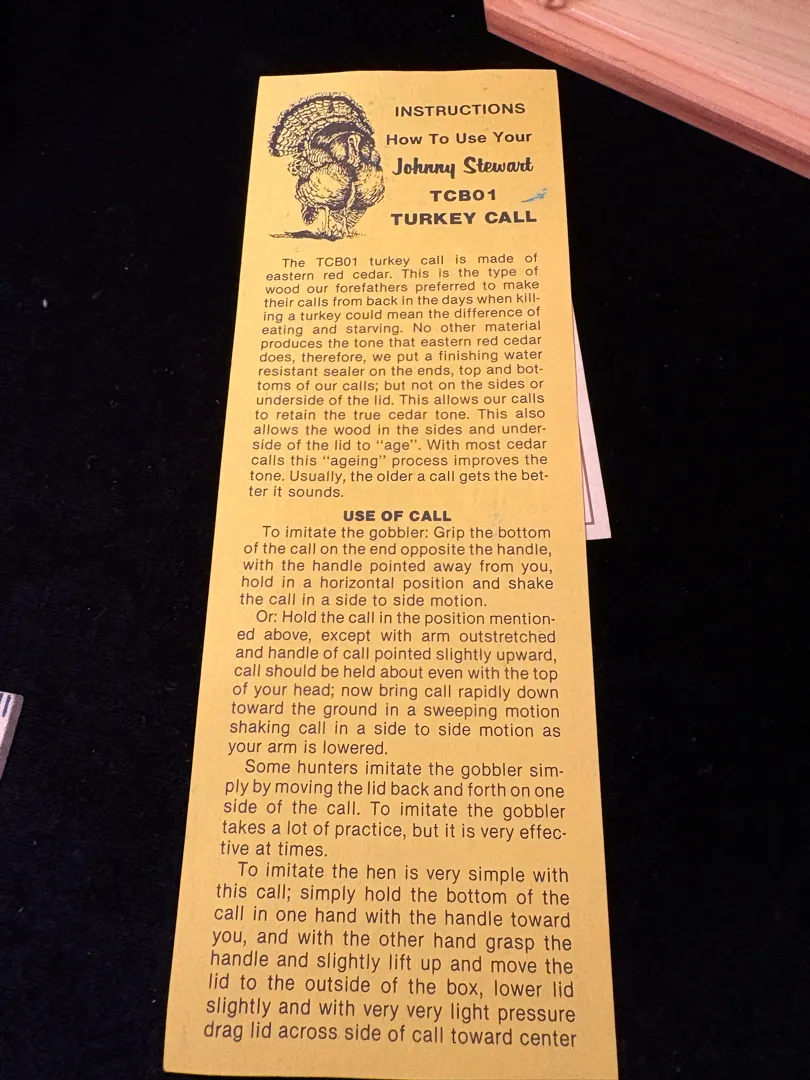 INSTRUCTIONS
How To Use Your
Johnny Stewart
TCB01
TURKEY CALL
The TCB01 turkey call is made of
eastern red cedar. This is the type of
wood our forefathers preferred to make
their calls from back in the days when kill-
ing a turkey could mean the difference of
eating and starving. No other material
produces the tone that eastern red cedar
does, therefore, we put a finishing water
resistant sealer on the ends, top and bot-
toms of our calls; but not on the sides or
underside of the lid. This allows our calls
to retain the true cedar tone. This also
allows the wood in the sides and under-
side of the lid to "age". With most cedar
calls this "ageing" process improves the
tone. Usually, the older a call gets the bet-
ter it sounds.
USE OF CALL
To imitate the gobbler: Grip the bottom
of the call on the end opposite the handle,
with the handle pointed away from you,
hold in a horizontal position and shake
the call in a side to side motion.
Or: Hold the call in the position mention-
ed above, except with arm outstretched
and handle of call pointed slightly upward,
call should be held about even with the top
of your head; now bring call rapidly down
toward the ground in a sweeping motion
shaking call in a side to side motion as
your arm is lowered.
Some hunters imitate the gobbler sim-
ply by moving the lid back and forth on one
side of the call. To imitate the gobbler
takes a lot of practice, but it is very effec-
tive at times.
To imitate the hen is very simple with
this call; simply hold the bottom of the
call in one hand with the handle toward
you, and with the other hand grasp the
handle and slightly lift up and move the
lid to the outside of the box, lower lid
slightly and with very very light pressure
drag lid across side of call toward center